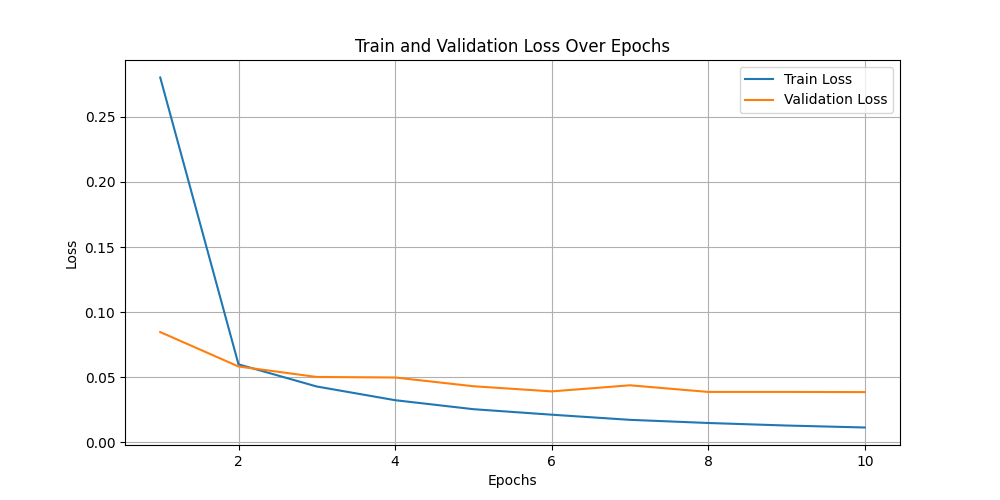 Train and Validation Loss Over Epochs
Train Loss
Validation Loss
Loss
0.25
0.20
0.15
0.10
0.05
0.00
2
4
6
8
10
Epochs